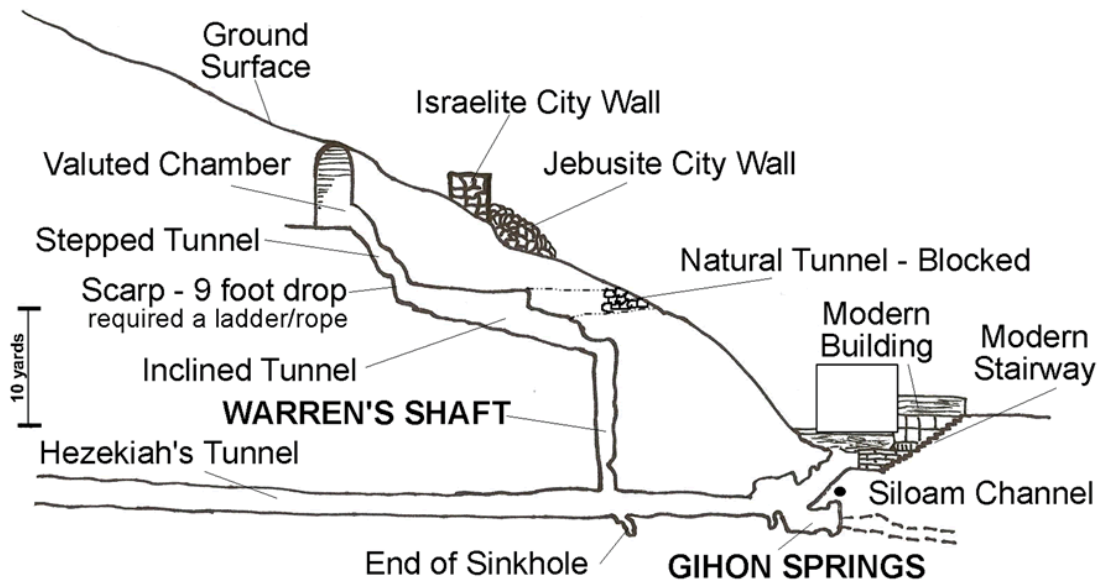 Ground
Surface
Israelite City Wall
Valuted Chamber
Jebusite City Wall
Stepped Tunnel
Natural Tunnel - Blocked
Scarp - 9 foot drop
required a ladder/rope
Modern
Building
Modern
Stairway
10 yards
Inclined Tunnel
WARREN'S SHAFT
Hezekiah's Tunnel
Siloam Channel
End of Sinkhole
GIHON SPRINGS